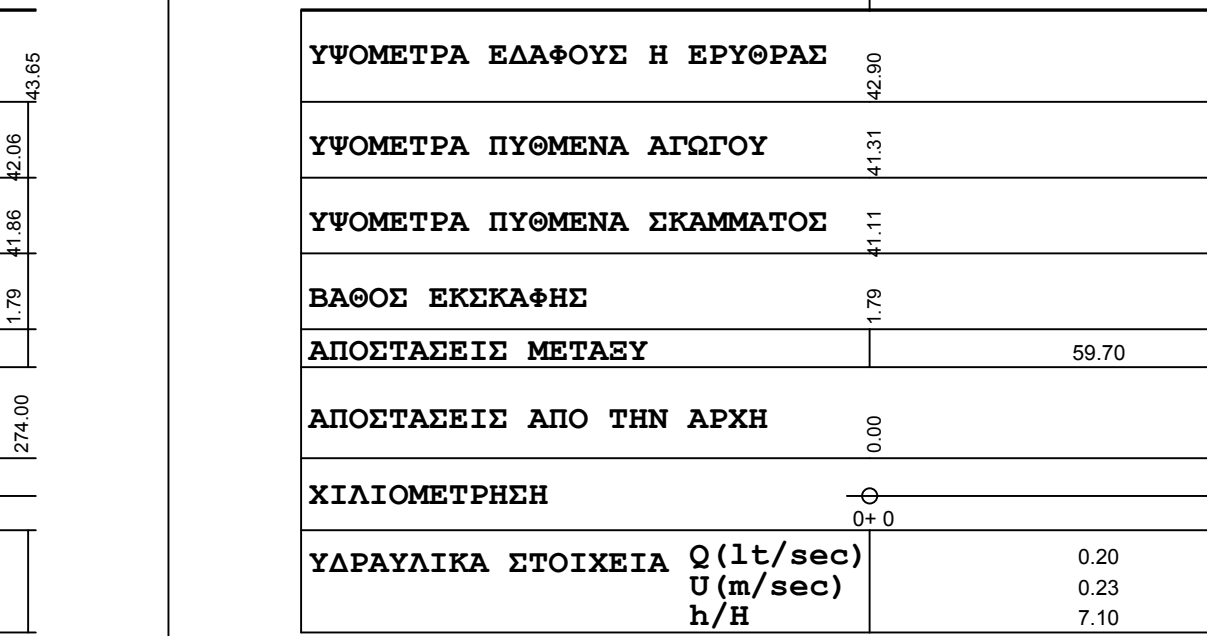 43.65
42.06
41.86
1.79
274.00
ΥΨΟΜΕΤΡΑ ΕΔΑΦΟΥΣ Η ΕΡΥΘΡΑΣ 42.90
ΥΨΟΜΕΤΡΑ ΠΥΘΜΕΝΑ ΑΓΩΓΟΥ 41.31
ΥΨΟΜΕΤΡΑ ΠΥΘΜΕΝΑ ΣΚΑΜΜΑΤΟΣ 41.11
ΒΑΘΟΣ ΕΚΣΚΑΦΗΣ 1.79
ΑΠΟΣΤΑΣΕΙΣ ΜΕΤΑΞΥ 59.70
ΑΠΟΣΤΑΣΕΙΣ ΑΠΟ ΤΗΝ ΑΡΧΗ 0.00
ΧΙΛΙΟΜΕΤΡΗΣΗ
0+ 0
ΥΔΡΑΥΛΙΚΑ ΣΤΟΙΧΕΙΑ Q(lt/sec) 0.20
U(m/sec) 0.23
h/H 7.10